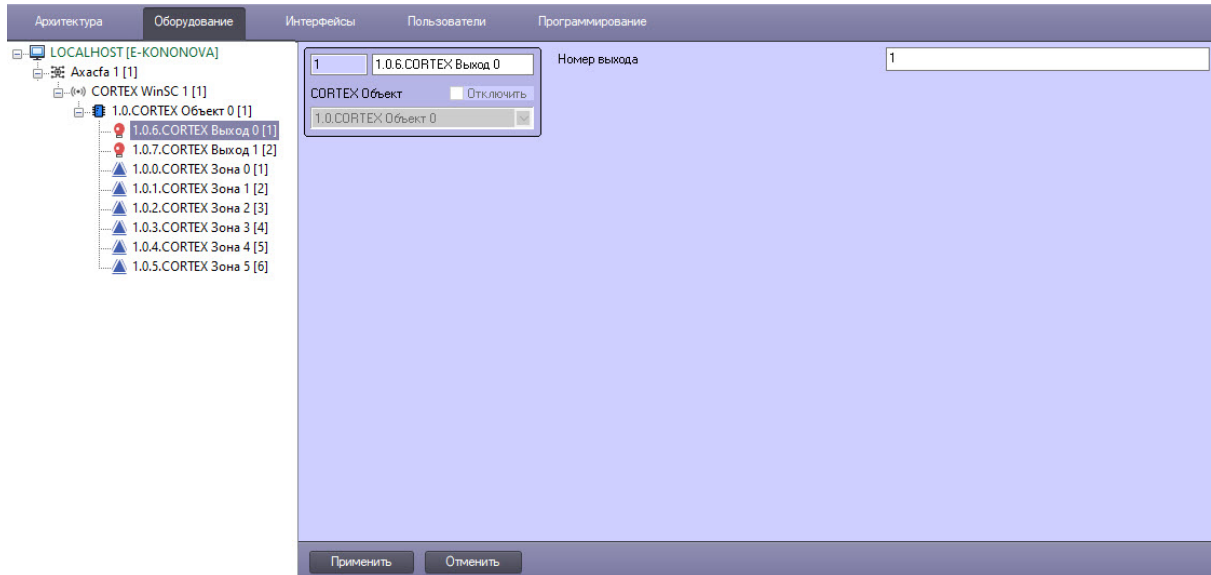 Архитектура Оборудование Интерфейсы Пользователи Программирование
LOCALHOST [E-KONONOVA]
Axacfa 1 [1]
CORTEX WinSC 1 [1]
1.0.CORTEX Объект 0 [1]
1.0.6.CORTEX Выход 0 [1]
1.0.7.CORTEX Выход 1 [2]
1.0.0.CORTEX Зона 0 [1]
1.0.1.CORTEX Зона 1 [2]
1.0.2.CORTEX Зона 2 [3]
1.0.3.CORTEX Зона 3 [4]
1.0.4.CORTEX Зона 4 [5]
1.0.5.CORTEX Зона 5 [6]
1 1.0.6.CORTEX Выход 0
CORTEX Объект Отключить
1.0.CORTEX Объект 0
Номер выхода 1
Применить Отменить